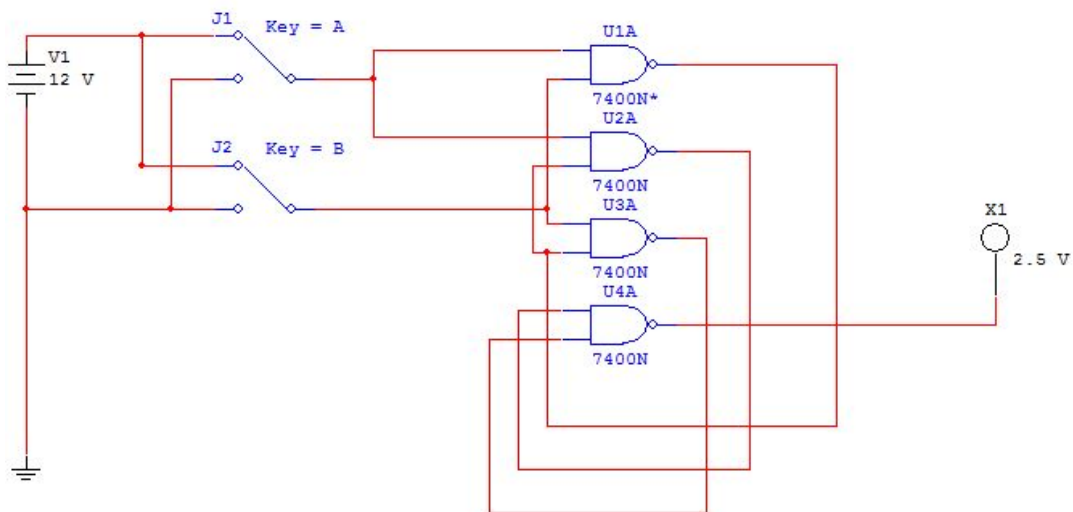 J1
Key = A
V1
12 V
J2
Key = B
U1A
7400N*
U2A
7400N
U3A
7400N
U4A
7400N
X1
2.5 V